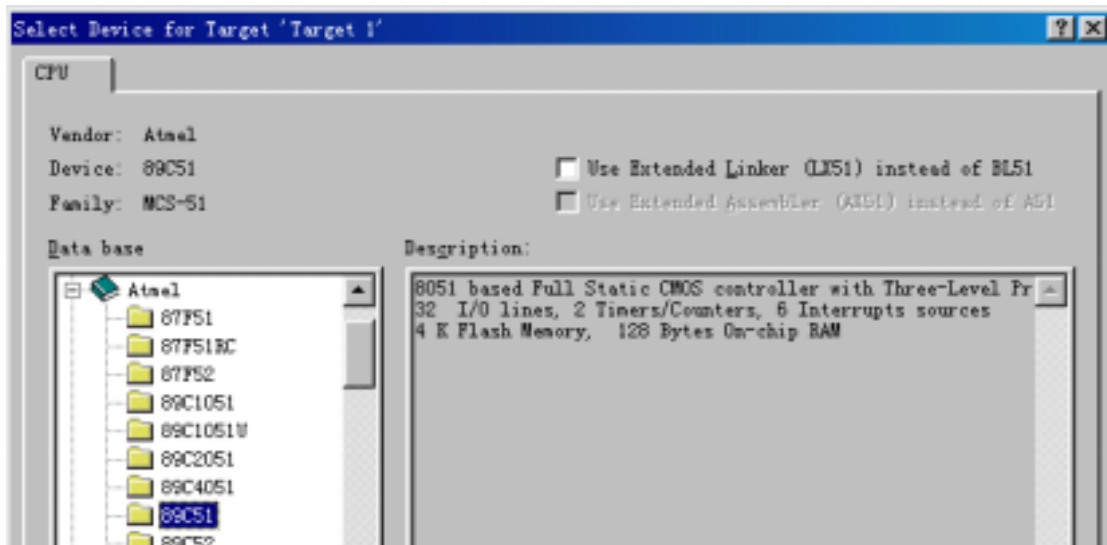 Select Device for Target 'Target 1'
CPU
Vendor: Atmel
Device: 89C51
Family: MCS-51
Use Extended Linker (LX51) instead of BL51
Use Extended Assembler (AX51) instead of A51
Data base
Description:
Atmel
87F51
87F51RC
87F52
89C1051
89C1051U
89C2051
89C4051
89C51
89C52
8051 based Full Static CMOS controller with Three-Level Pr
32 I/O lines, 2 Timers/Counters, 6 Interrupts sources
4 K Flash Memory, 128 Bytes On-chip RAM